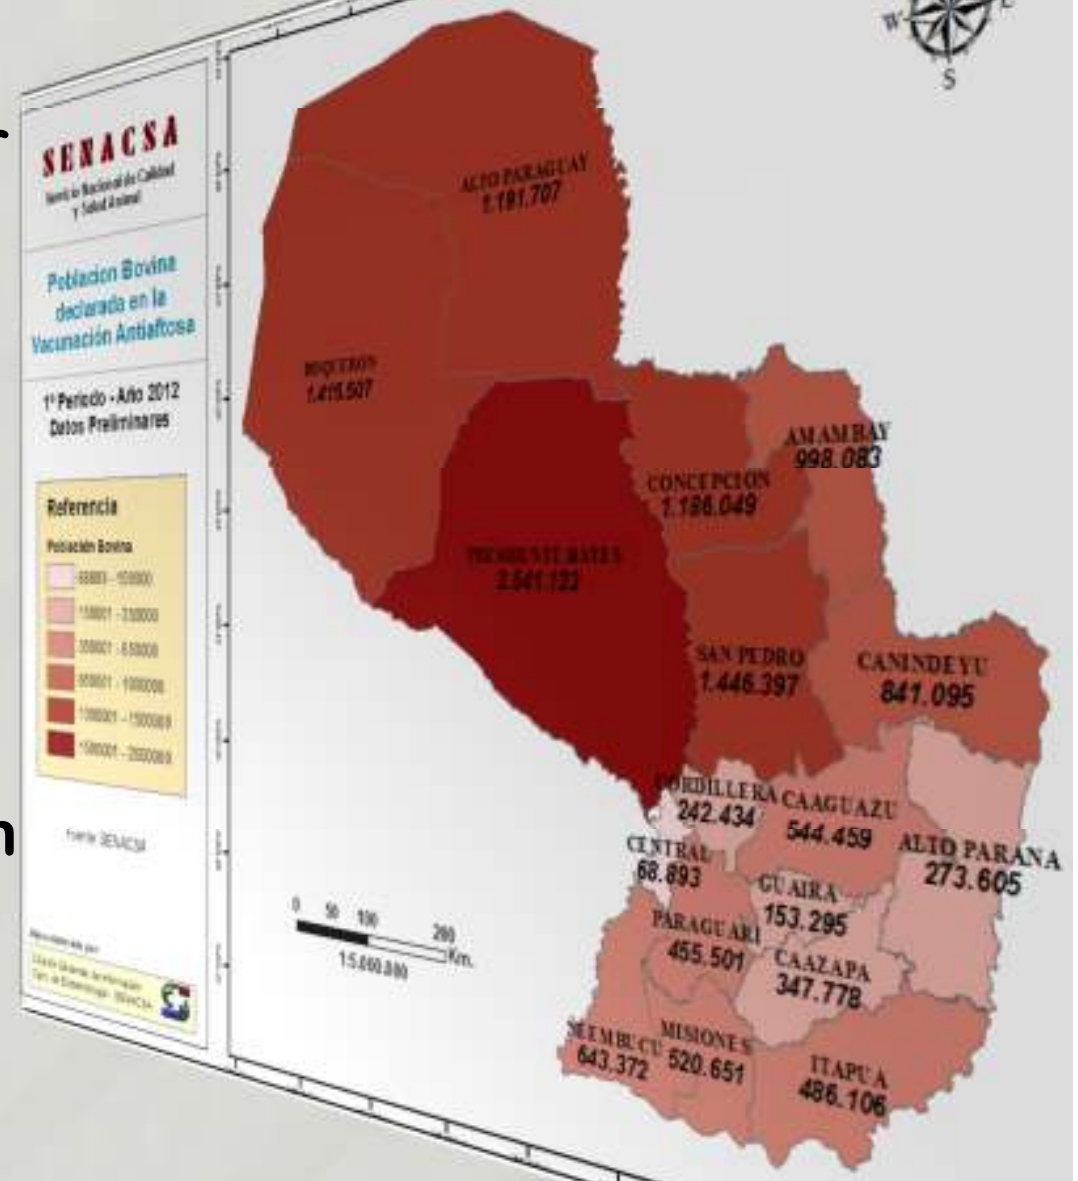 SENACSA
Servicio Nacional de Calidad
y Salud Animal
Poblacion Bovina
declarada en la
Vacunación Antiaftosa
1º Periodo - Año 2012
Datos Preliminares
Referencia
Población Bovina
Fuente SENACSA
W
S
ALTO PARAGUAY
1.191.707
BOQUERON
1.415.507
AMAMBAY
998.083
CONCEPCION
1.186.049
PRESIDENTE HAYES
SAN PEDRO
1.446.397
CANINDEYU
841.095
CORDILLERA
242.434
CAAGUAZU
544.459
ALTO PARANA
273.605
CENTRAL
68.893
GUAIRA
153.295
PARAGUARI
455.501
CAAZAPA
347.778
ÑEEMBUCU
643.372
MISIONES
520.651
ITAPUA
486.106
0 50 100 200
Km.
1:5.000.000
n